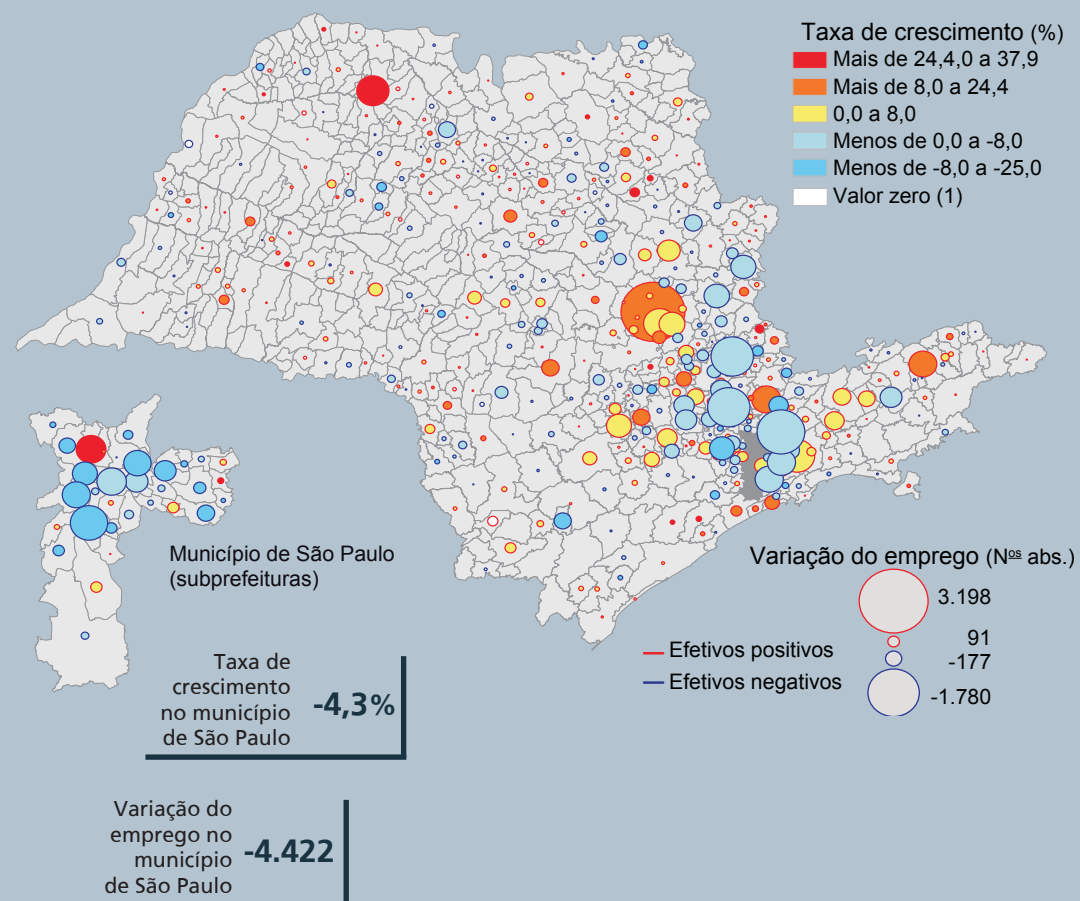 Taxa de crescimento (%)
Mais de 24,4,0 a 37,9
Mais de 8,0 a 24,4
0,0 a 8,0
Menos de 0,0 a -8,0
Menos de -8,0 a -25,0
Valor zero (1)
Município de São Paulo
(subprefeituras)
Variação do emprego (Nos abs.)
3.198
91
-177
-1.780
Efetivos positivos
Efetivos negativos
Taxa de
crescimento
no município
de São Paulo
-4,3%
Variação do
emprego no
município
de São Paulo
-4.422